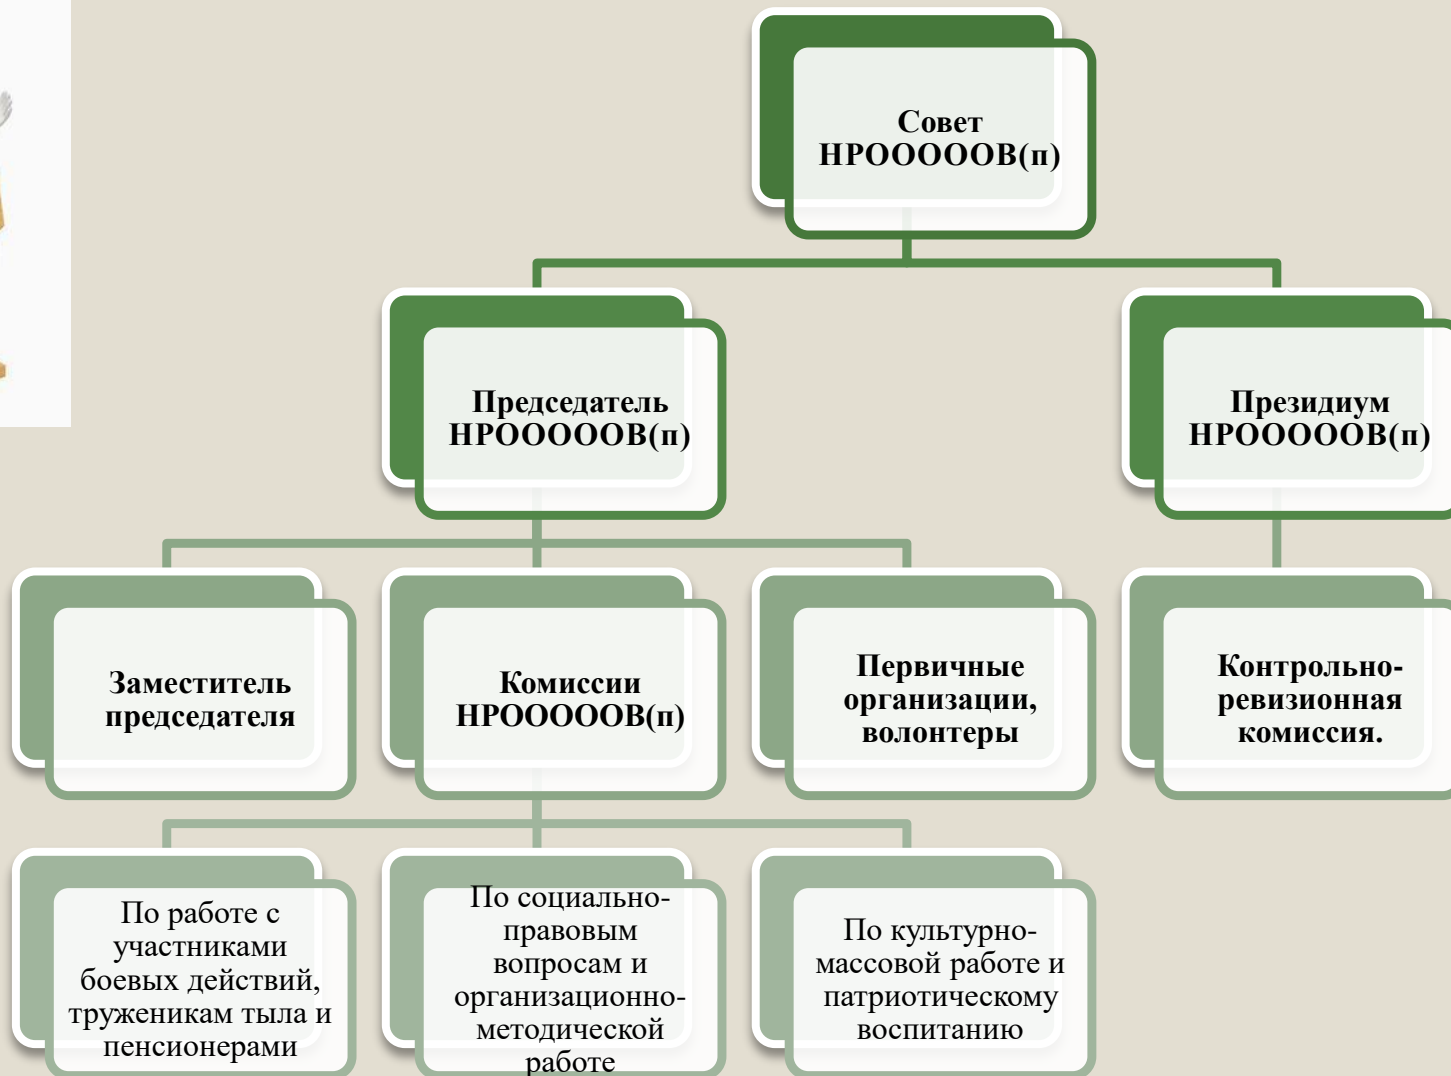 Совет
НРОООООВ(п)
Председатель
НРОООООВ(п)
Президиум
НРОООООВ(п)
Заместитель
председателя
Комиссии
НРОООООВ(п)
Первичные
организации,
волонтеры
Контрольно-
ревизионная
комиссия.
По работе с
участниками
боевых действий,
труженикам тыла и
пенсионерами
По социально-
правовым
вопросам и
организационно-
методической
работе
По культурно-
массовой работе и
патриотическому
воспитанию